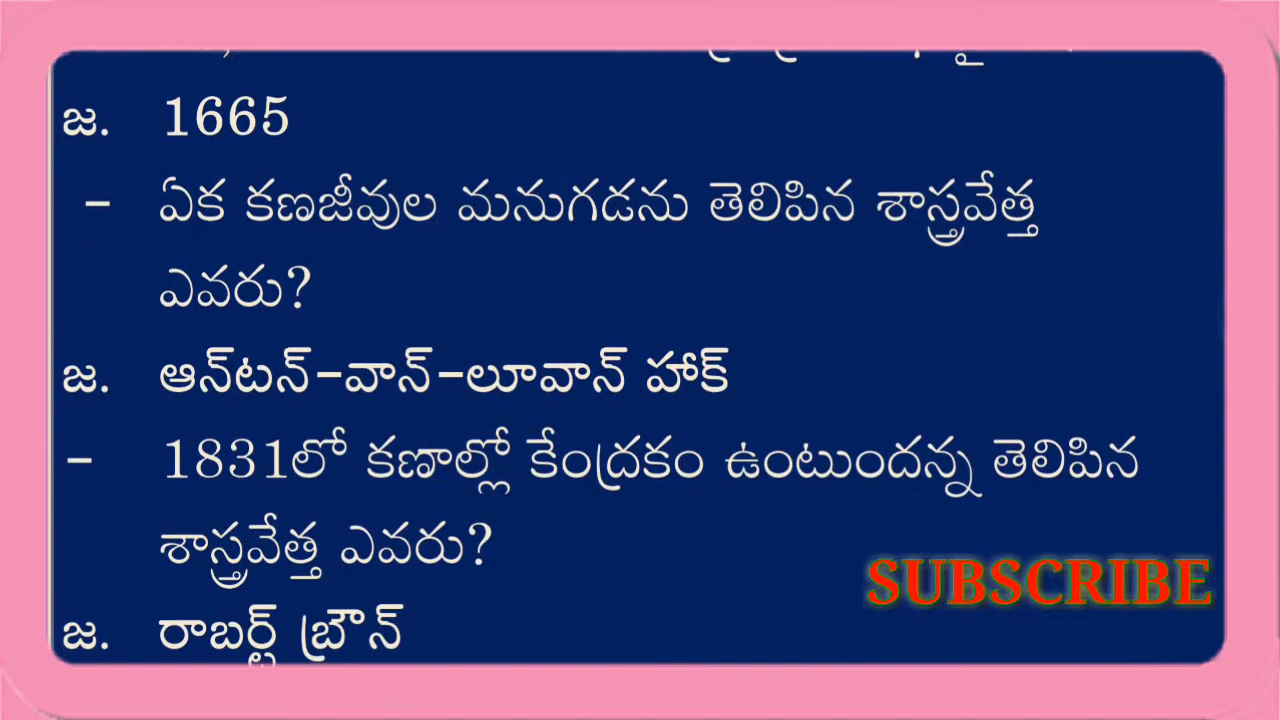 జ. 1665
- ఏక కణజీవుల మనుగడను తెలిపిన శాస్త్రవేత్త
ఎవరు?
జ. ఆన్‌టన్-వాన్-లూవాన్ హాక్
- 1831లో కణాల్లో కేంద్రకం ఉంటుందన్న తెలిపిన
శాస్త్రవేత్త ఎవరు?
SUBSCRIBE
జ. రాబర్ట్ బ్రౌన్